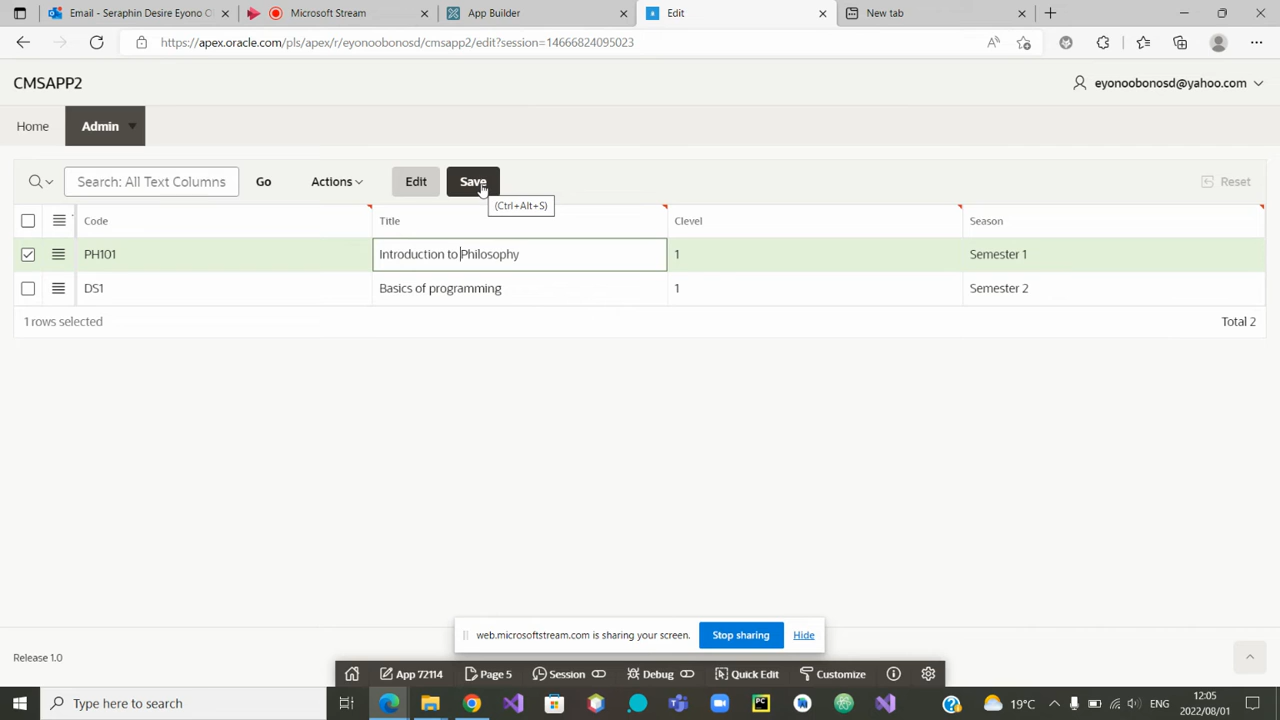 Email - Seraphin Desire Eyono O
Microsoft Stream
App Builder
Edit
New tab
https://apex.oracle.com/pls/apex/r/eyonoobonosd/cmsapp2/edit?session=14666824095023
CMSAPP2
eyonoobonosd@yahoo.com
Home
Admin
Search: All Text Columns
Go
Actions
Edit
Save
Reset
(Ctrl+Alt+S)
Code Title Clevel Season
PH101 Introduction to Philosophy 1 Semester 1
DS1 Basics of programming 1 Semester 2
1 rows selected
Total 2
web.microsoftstream.com is sharing your screen.
Stop sharing
Hide
Release 1.0
App 72114
Page 5
Session
Debug
Quick Edit
Customize
Type here to search
19°C
ENG
12:05
2022/08/01